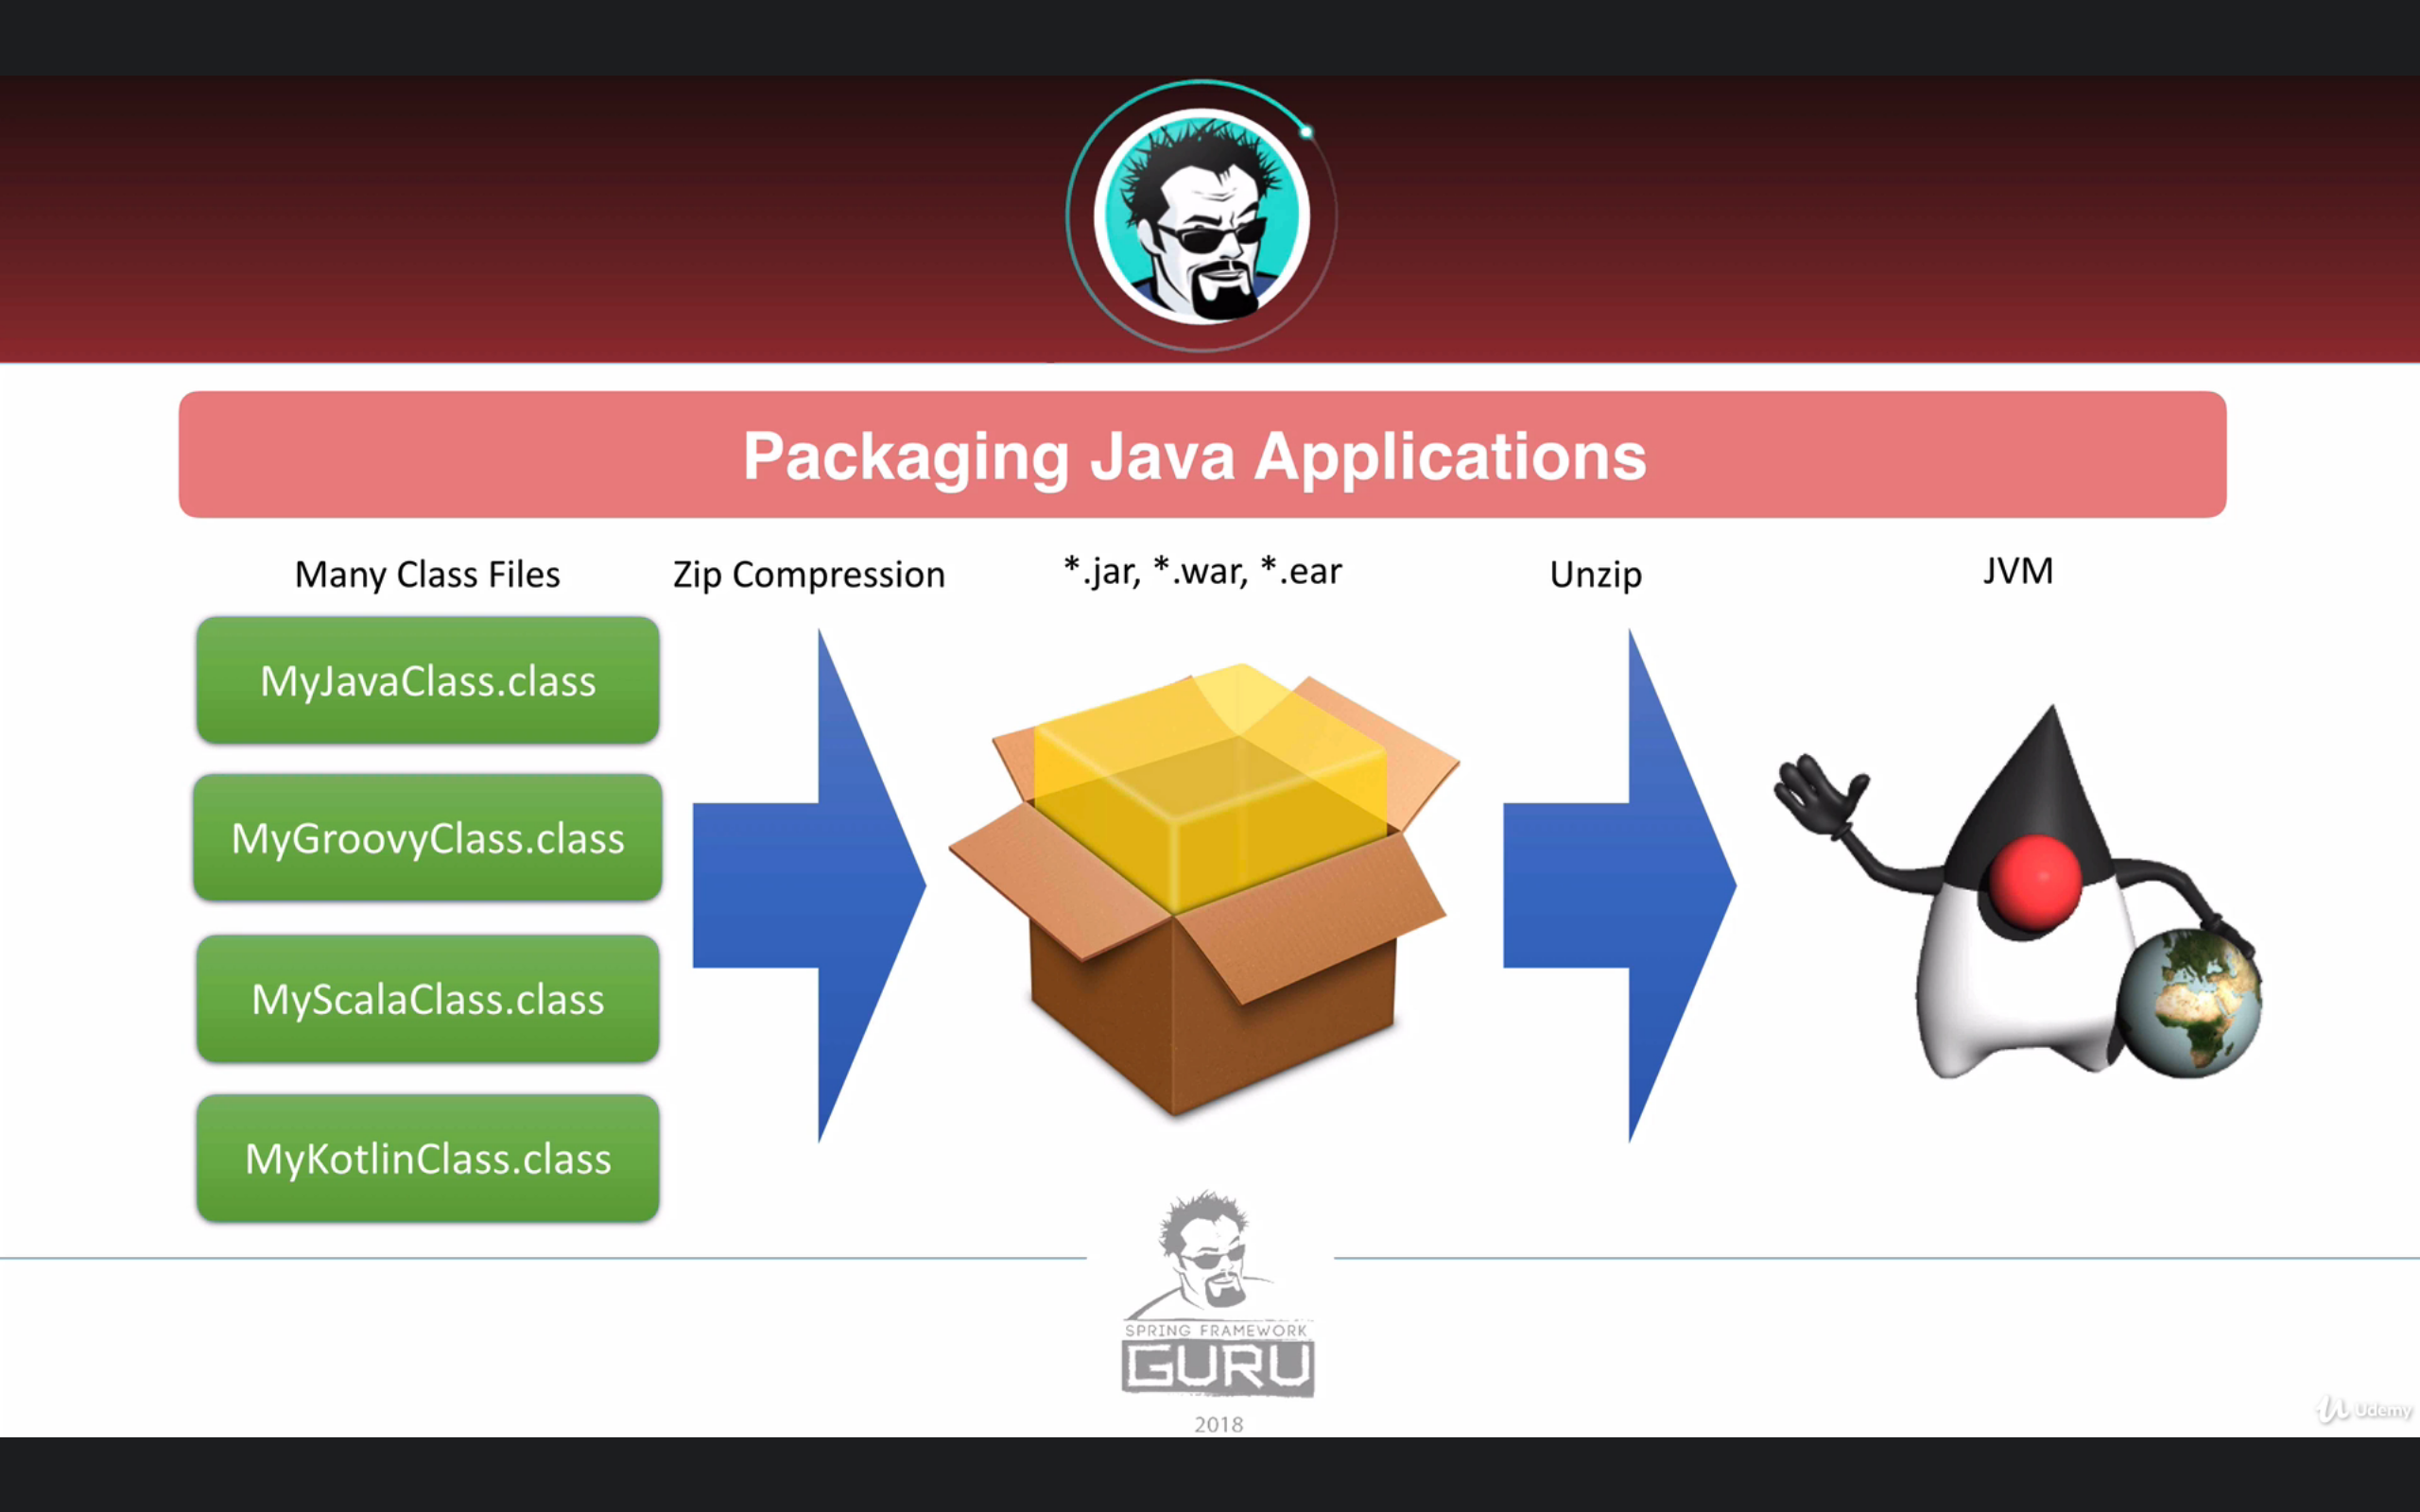 Packaging Java Applications
Many Class Files
Zip Compression
*.jar, *.war, *.ear
Unzip
JVM
MyJavaClass.class
MyGroovyClass.class
MyScalaClass.class
MyKotlinClass.class
SPRING FRAMEWORK
GURU
2018
Udemy